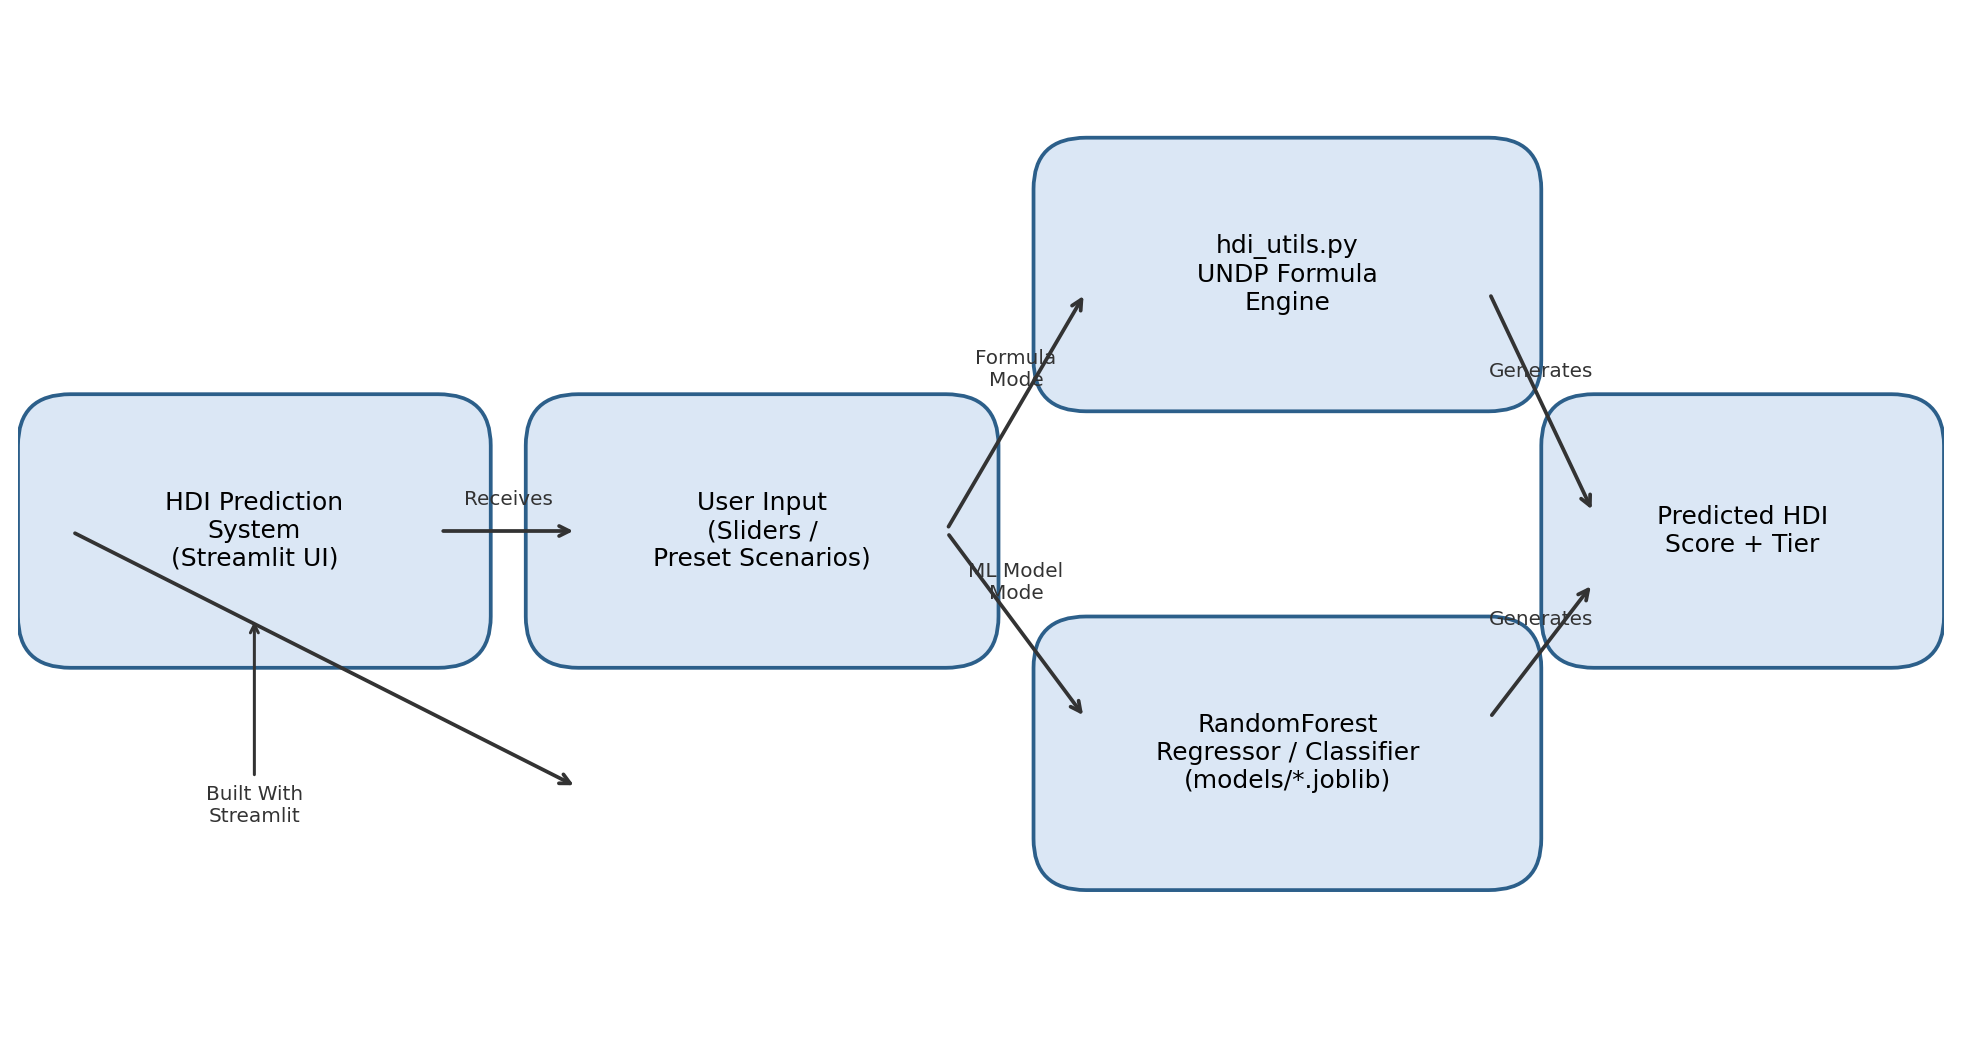 HDI Prediction
System
(Streamlit UI)
Built With
Streamlit
Receives
User Input
(Sliders /
Preset Scenarios)
Formula
Mode
ML Model
Mode
hdi_utils.py
UNDP Formula
Engine
RandomForest
Regressor / Classifier
(models/*.joblib)
Generates
Generates
Predicted HDI
Score + Tier